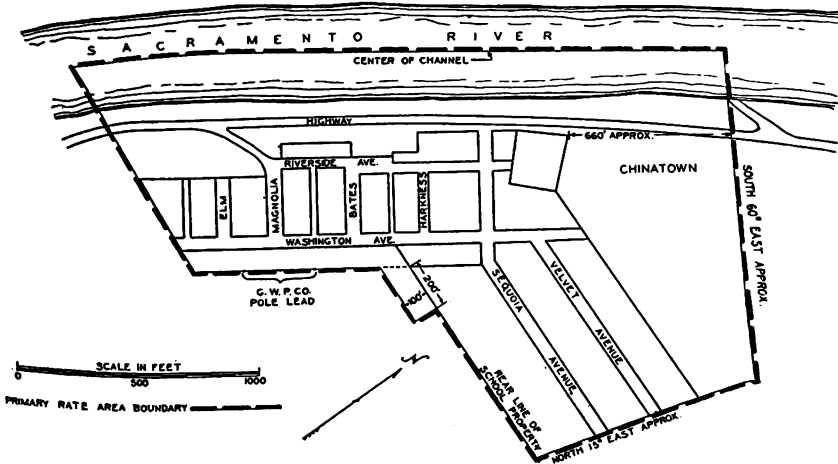 SACRAMENTO RIVER
CENTER OF CHANNEL
HIGHWAY
660' APPROX.
RIVERSIDE AVE.
CHINATOWN
ELM
MAGNOLIA
BATES
HARKNESS
SOUTH 60° EAST APPROX.
WASHINGTON AVE.
G.W.P.CO.
POLE LEAD
200'
100'
SEQUOIA AVENUE
VELVET AVENUE
SCALE IN FEET
0 500 1000
N
PRIMARY RATE AREA BOUNDARY
REAR LINE OF
SCHOOL PROPERTY
NORTH 15° EAST APPROX.